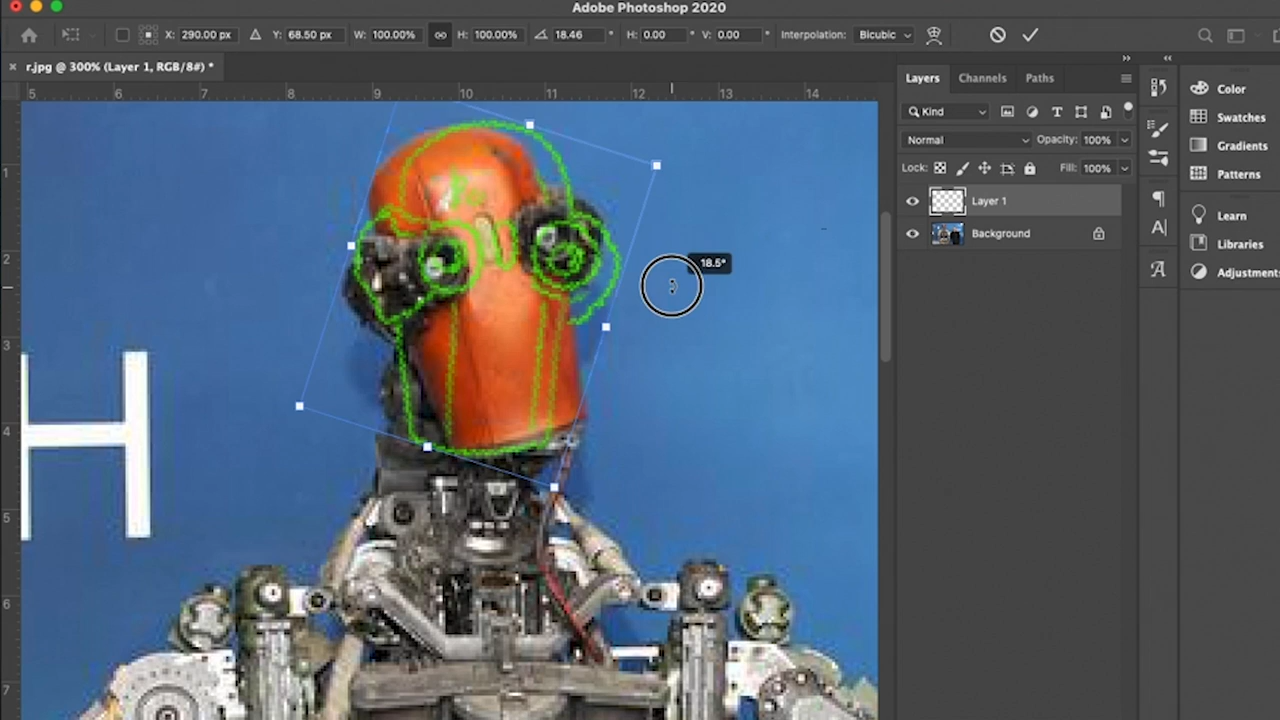 Adobe Photoshop 2020
X: 290.00 px Y: 68.50 px W: 100.00% H: 100.00% 18.46 ° H: 0.00 ° V: 0.00 ° Interpolation: Bicubic
× r.jpg @ 300% (Layer 1, RGB/8#) *
5 6 7 8 9 10 11 12 13 14
1
2
3
4
5
6
7
18.5°
H
Layers Channels Paths
Kind
Normal Opacity: 100%
Lock: Fill: 100%
Layer 1
Background
Color
Swatches
Gradients
Patterns
Learn
Libraries
Adjustments